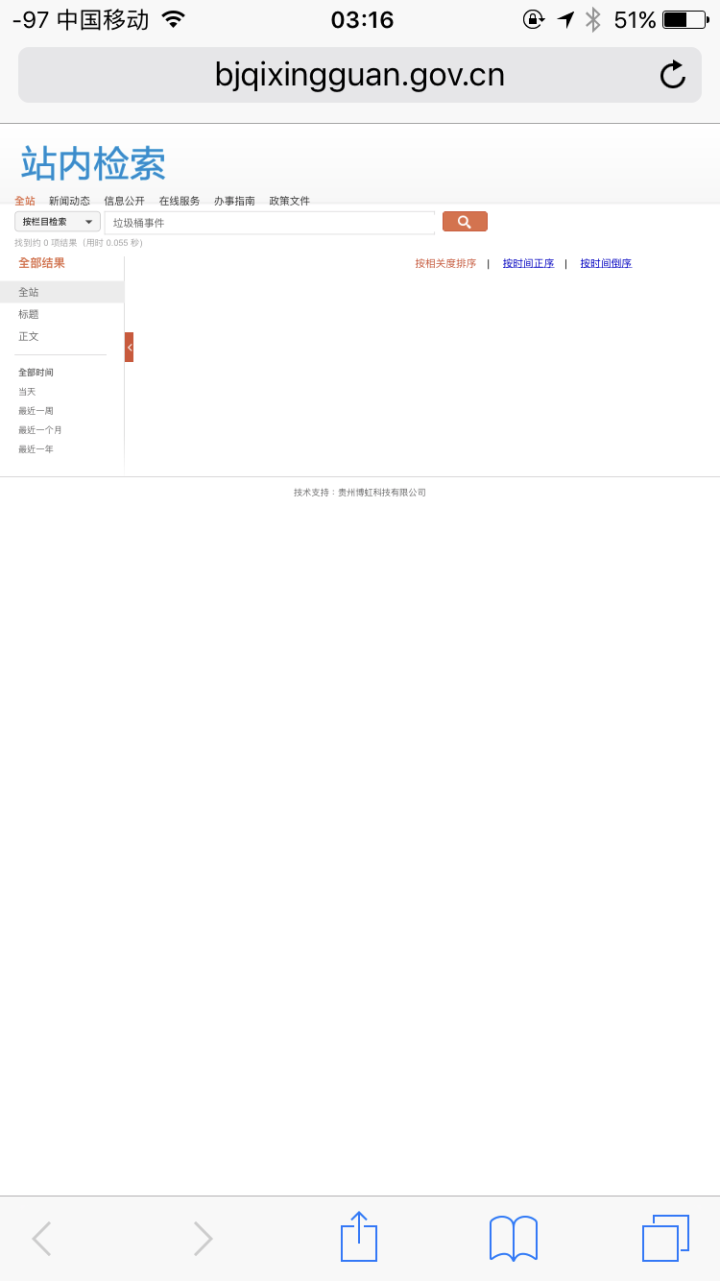 -97 中国移动 03:16 51%
bjqixingguan.gov.cn
站内检索
全站 新闻动态 信息公开 在线服务 办事指南 政策文件
按栏目检索 垃圾桶事件
找到约 0 项结果（用时 0.055 秒）
全部结果 按相关度排序 | 按时间正序 | 按时间倒序
全站
标题
正文
全部时间
当天
最近一周
最近一个月
最近一年
技术支持：贵州博虹科技有限公司